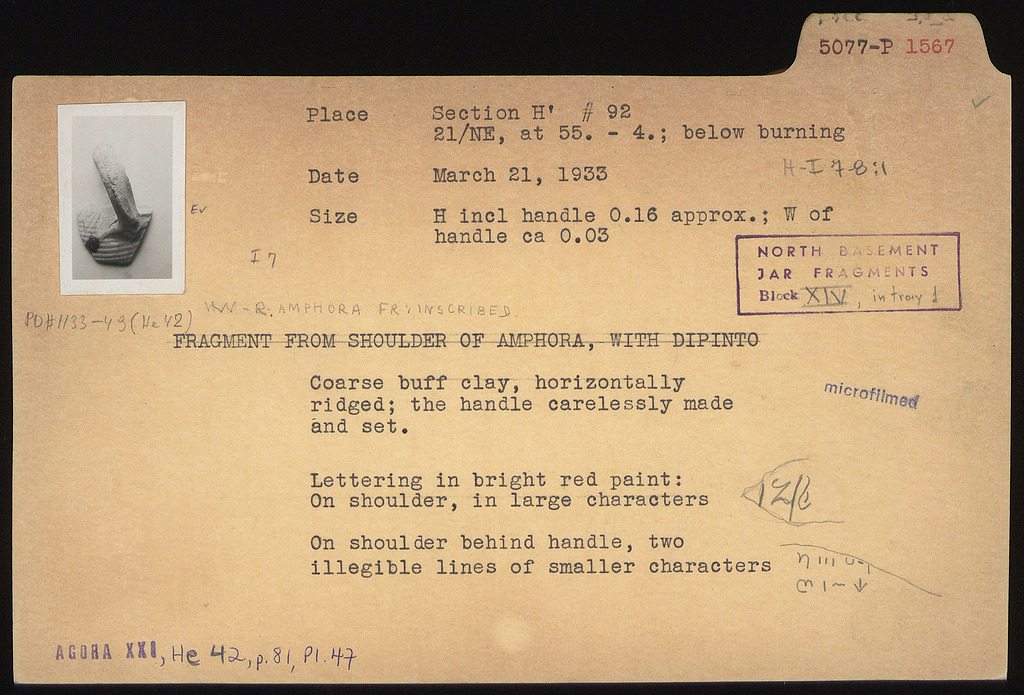 5077-P 1567
Place Section H' # 92
21/NE, at 55. - 4.; below burning
H-I 7-8:1
Date March 21, 1933
Size H incl handle 0.16 approx.; W of
handle ca 0.03
EV
I 7
NORTH BASEMENT
JAR FRAGMENTS
Block XIV, in tray 1
PD#1133-49 (He 42)
W-R. AMPHORA FR: INSCRIBED.
FRAGMENT FROM SHOULDER OF AMPHORA, WITH DIPINTO
Coarse buff clay, horizontally
ridged; the handle carelessly made
and set.
microfilmed
Lettering in bright red paint:
On shoulder, in large characters
On shoulder behind handle, two
illegible lines of smaller characters
AGORA XXI, He 42, p.81, Pl.47